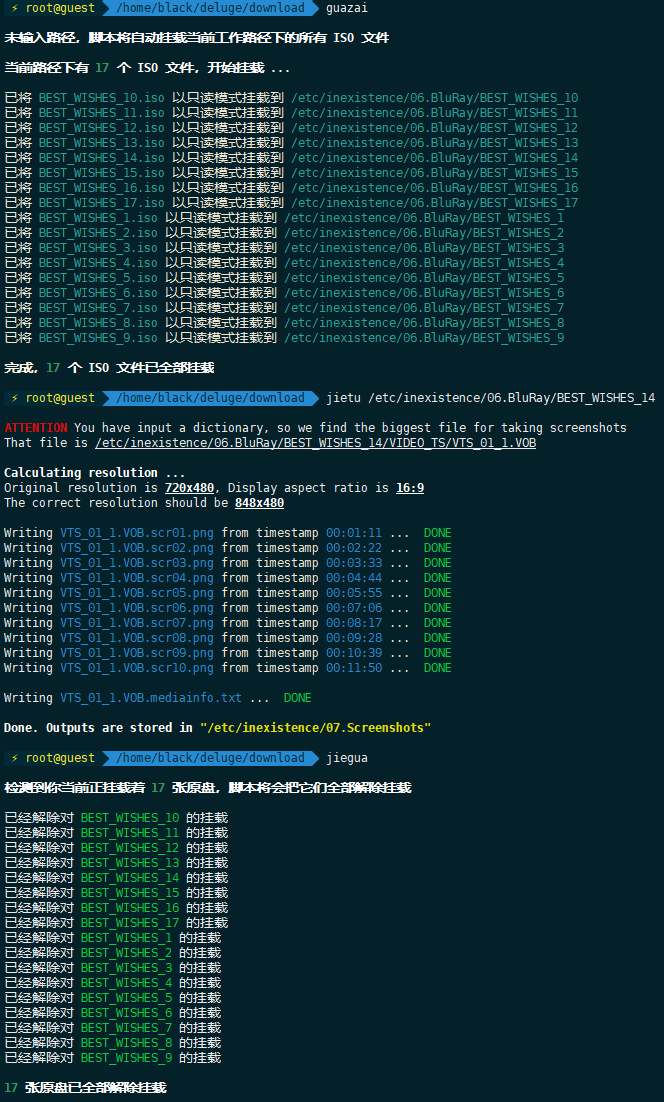 ⚡ root@guest /home/black/deluge/download guazai
未输入路径，脚本将自动挂载当前工作路径下的所有 ISO 文件
当前路径下有 17 个 ISO 文件，开始挂载 ...
已将 BEST_WISHES_10.iso 以只读模式挂载到 /etc/inexistence/06.BluRay/BEST_WISHES_10
已将 BEST_WISHES_11.iso 以只读模式挂载到 /etc/inexistence/06.BluRay/BEST_WISHES_11
已将 BEST_WISHES_12.iso 以只读模式挂载到 /etc/inexistence/06.BluRay/BEST_WISHES_12
已将 BEST_WISHES_13.iso 以只读模式挂载到 /etc/inexistence/06.BluRay/BEST_WISHES_13
已将 BEST_WISHES_14.iso 以只读模式挂载到 /etc/inexistence/06.BluRay/BEST_WISHES_14
已将 BEST_WISHES_15.iso 以只读模式挂载到 /etc/inexistence/06.BluRay/BEST_WISHES_15
已将 BEST_WISHES_16.iso 以只读模式挂载到 /etc/inexistence/06.BluRay/BEST_WISHES_16
已将 BEST_WISHES_17.iso 以只读模式挂载到 /etc/inexistence/06.BluRay/BEST_WISHES_17
已将 BEST_WISHES_1.iso 以只读模式挂载到 /etc/inexistence/06.BluRay/BEST_WISHES_1
已将 BEST_WISHES_2.iso 以只读模式挂载到 /etc/inexistence/06.BluRay/BEST_WISHES_2
已将 BEST_WISHES_3.iso 以只读模式挂载到 /etc/inexistence/06.BluRay/BEST_WISHES_3
已将 BEST_WISHES_4.iso 以只读模式挂载到 /etc/inexistence/06.BluRay/BEST_WISHES_4
已将 BEST_WISHES_5.iso 以只读模式挂载到 /etc/inexistence/06.BluRay/BEST_WISHES_5
已将 BEST_WISHES_6.iso 以只读模式挂载到 /etc/inexistence/06.BluRay/BEST_WISHES_6
已将 BEST_WISHES_7.iso 以只读模式挂载到 /etc/inexistence/06.BluRay/BEST_WISHES_7
已将 BEST_WISHES_8.iso 以只读模式挂载到 /etc/inexistence/06.BluRay/BEST_WISHES_8
已将 BEST_WISHES_9.iso 以只读模式挂载到 /etc/inexistence/06.BluRay/BEST_WISHES_9
完成，17 个 ISO 文件已全部挂载
⚡ root@guest /home/black/deluge/download jietu /etc/inexistence/06.BluRay/BEST_WISHES_14
ATTENTION You have input a dictionary, so we find the biggest file for taking screenshots
That file is /etc/inexistence/06.BluRay/BEST_WISHES_14/VIDEO_TS/VTS_01_1.VOB
Calculating resolution ...
Original resolution is 720x480, Display aspect ratio is 16:9
The correct resolution should be 848x480
Writing VTS_01_1.VOB.scr01.png from timestamp 00:01:11 ... DONE
Writing VTS_01_1.VOB.scr02.png from timestamp 00:02:22 ... DONE
Writing VTS_01_1.VOB.scr03.png from timestamp 00:03:33 ... DONE
Writing VTS_01_1.VOB.scr04.png from timestamp 00:04:44 ... DONE
Writing VTS_01_1.VOB.scr05.png from timestamp 00:05:55 ... DONE
Writing VTS_01_1.VOB.scr06.png from timestamp 00:07:06 ... DONE
Writing VTS_01_1.VOB.scr07.png from timestamp 00:08:17 ... DONE
Writing VTS_01_1.VOB.scr08.png from timestamp 00:09:28 ... DONE
Writing VTS_01_1.VOB.scr09.png from timestamp 00:10:39 ... DONE
Writing VTS_01_1.VOB.scr10.png from timestamp 00:11:50 ... DONE
Writing VTS_01_1.VOB.mediainfo.txt ... DONE
Done. Outputs are stored in "/etc/inexistence/07.Screenshots"
⚡ root@guest /home/black/deluge/download jiegua
检测到你当前正挂载着 17 张原盘，脚本将会把它们全部解除挂载
已经解除对 BEST_WISHES_10 的挂载
已经解除对 BEST_WISHES_11 的挂载
已经解除对 BEST_WISHES_12 的挂载
已经解除对 BEST_WISHES_13 的挂载
已经解除对 BEST_WISHES_14 的挂载
已经解除对 BEST_WISHES_15 的挂载
已经解除对 BEST_WISHES_16 的挂载
已经解除对 BEST_WISHES_17 的挂载
已经解除对 BEST_WISHES_1 的挂载
已经解除对 BEST_WISHES_2 的挂载
已经解除对 BEST_WISHES_3 的挂载
已经解除对 BEST_WISHES_4 的挂载
已经解除对 BEST_WISHES_5 的挂载
已经解除对 BEST_WISHES_6 的挂载
已经解除对 BEST_WISHES_7 的挂载
已经解除对 BEST_WISHES_8 的挂载
已经解除对 BEST_WISHES_9 的挂载
17 张原盘已全部解除挂载